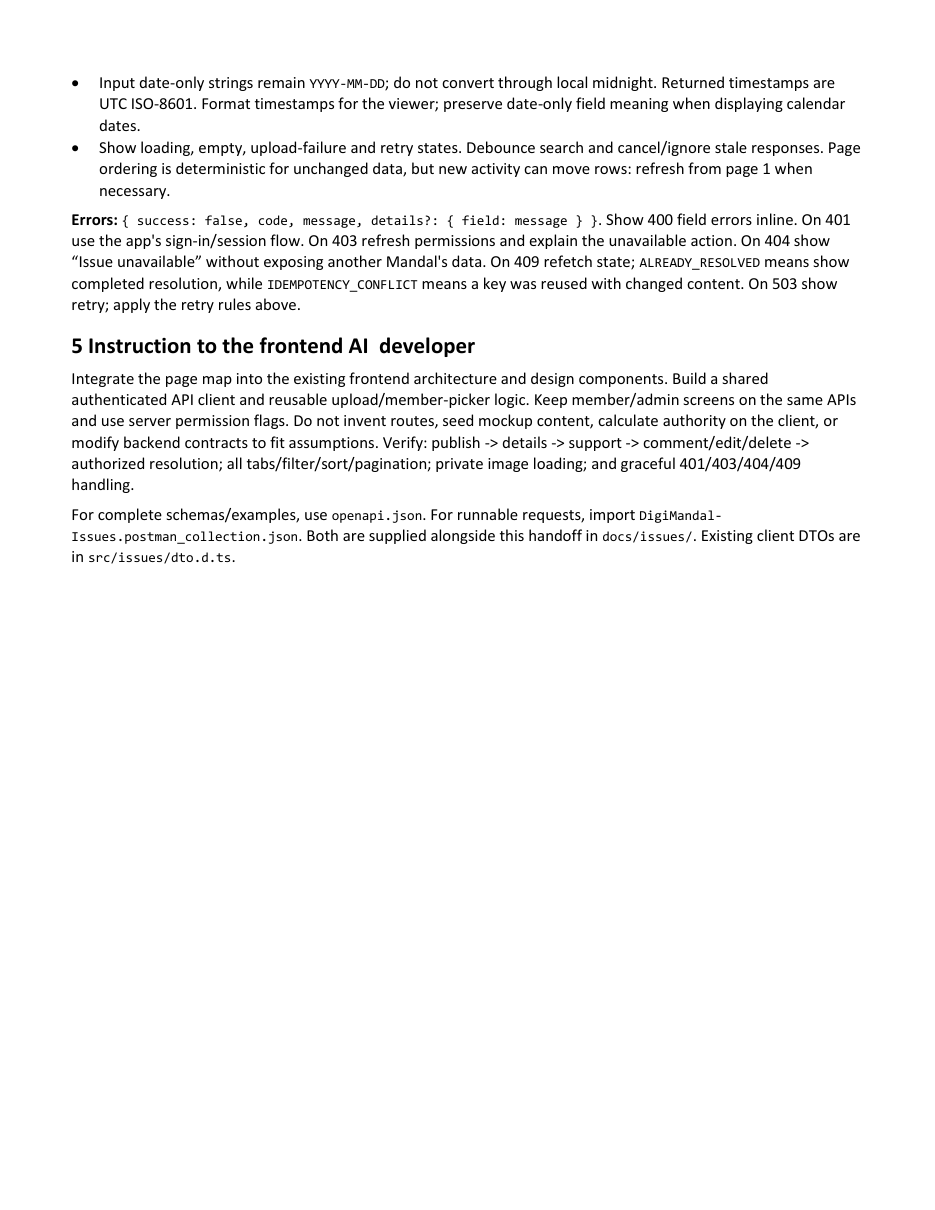 • Input date-only strings remain YYYY-MM-DD; do not convert through local midnight. Returned timestamps are
UTC ISO-8601. Format timestamps for the viewer; preserve date-only field meaning when displaying calendar
dates.
• Show loading, empty, upload-failure and retry states. Debounce search and cancel/ignore stale responses. Page
ordering is deterministic for unchanged data, but new activity can move rows: refresh from page 1 when
necessary.
Errors: { success: false, code, message, details?: { field: message } }. Show 400 field errors inline. On 401
use the app's sign-in/session flow. On 403 refresh permissions and explain the unavailable action. On 404 show
“Issue unavailable” without exposing another Mandal's data. On 409 refetch state; ALREADY_RESOLVED means show
completed resolution, while IDEMPOTENCY_CONFLICT means a key was reused with changed content. On 503 show
retry; apply the retry rules above.
5 Instruction to the frontend AI  developer
Integrate the page map into the existing frontend architecture and design components. Build a shared
authenticated API client and reusable upload/member-picker logic. Keep member/admin screens on the same APIs
and use server permission flags. Do not invent routes, seed mockup content, calculate authority on the client, or
modify backend contracts to fit assumptions. Verify: publish -> details -> support -> comment/edit/delete ->
authorized resolution; all tabs/filter/sort/pagination; private image loading; and graceful 401/403/404/409
handling.
For complete schemas/examples, use openapi.json. For runnable requests, import DigiMandal-
Issues.postman_collection.json. Both are supplied alongside this handoff in docs/issues/. Existing client DTOs are
in src/issues/dto.d.ts.